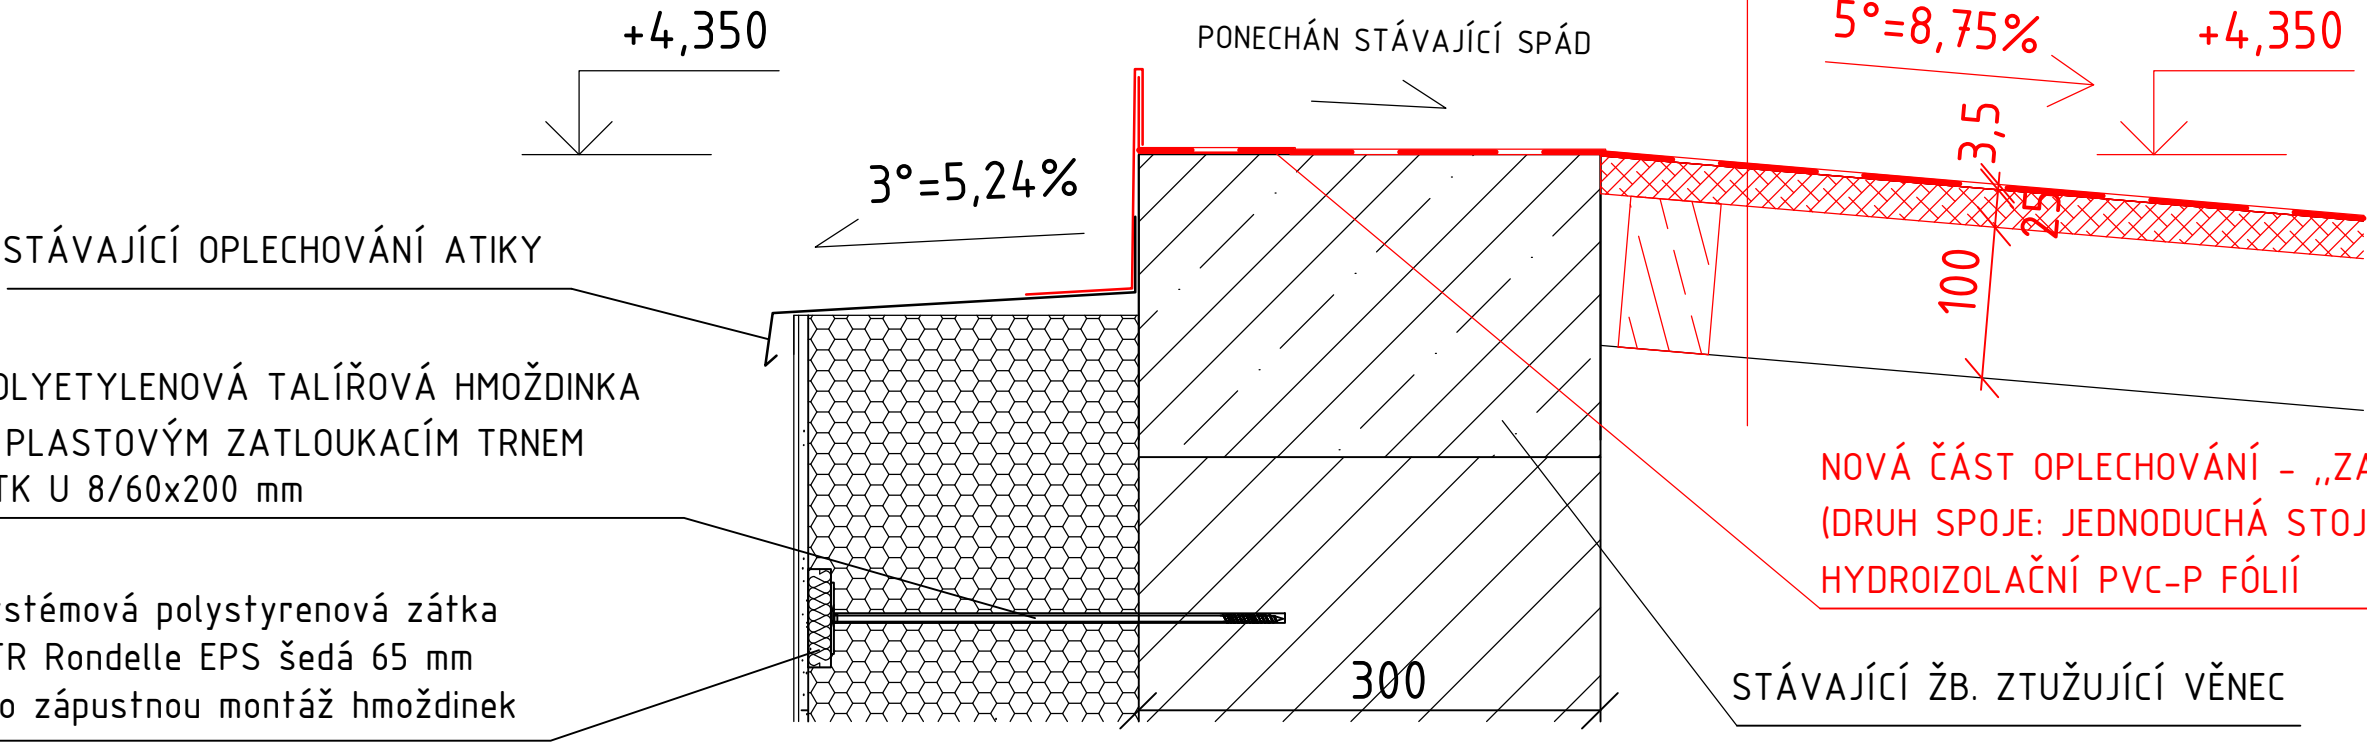 +4,350
PONECHÁN STÁVAJÍCÍ SPÁD
5°=8,75%
+4,350
3°=5,24%
3,5
25
100
STÁVAJÍCÍ OPLECHOVÁNÍ ATIKY
OLYETYLENOVÁ TALÍŘOVÁ HMOŽDINKA
PLASTOVÝM ZATLOUKACÍM TRNEM
TK U 8/60x200 mm
NOVÁ ČÁST OPLECHOVÁNÍ - ,,ZA
(DRUH SPOJE: JEDNODUCHÁ STOJ
HYDROIZOLAČNÍ PVC-P FÓLIÍ
stémová polystyrenová zátka
TR Rondelle EPS šedá 65 mm
o zápustnou montáž hmoždinek
300
STÁVAJÍCÍ ŽB. ZTUŽUJÍCÍ VĚNEC